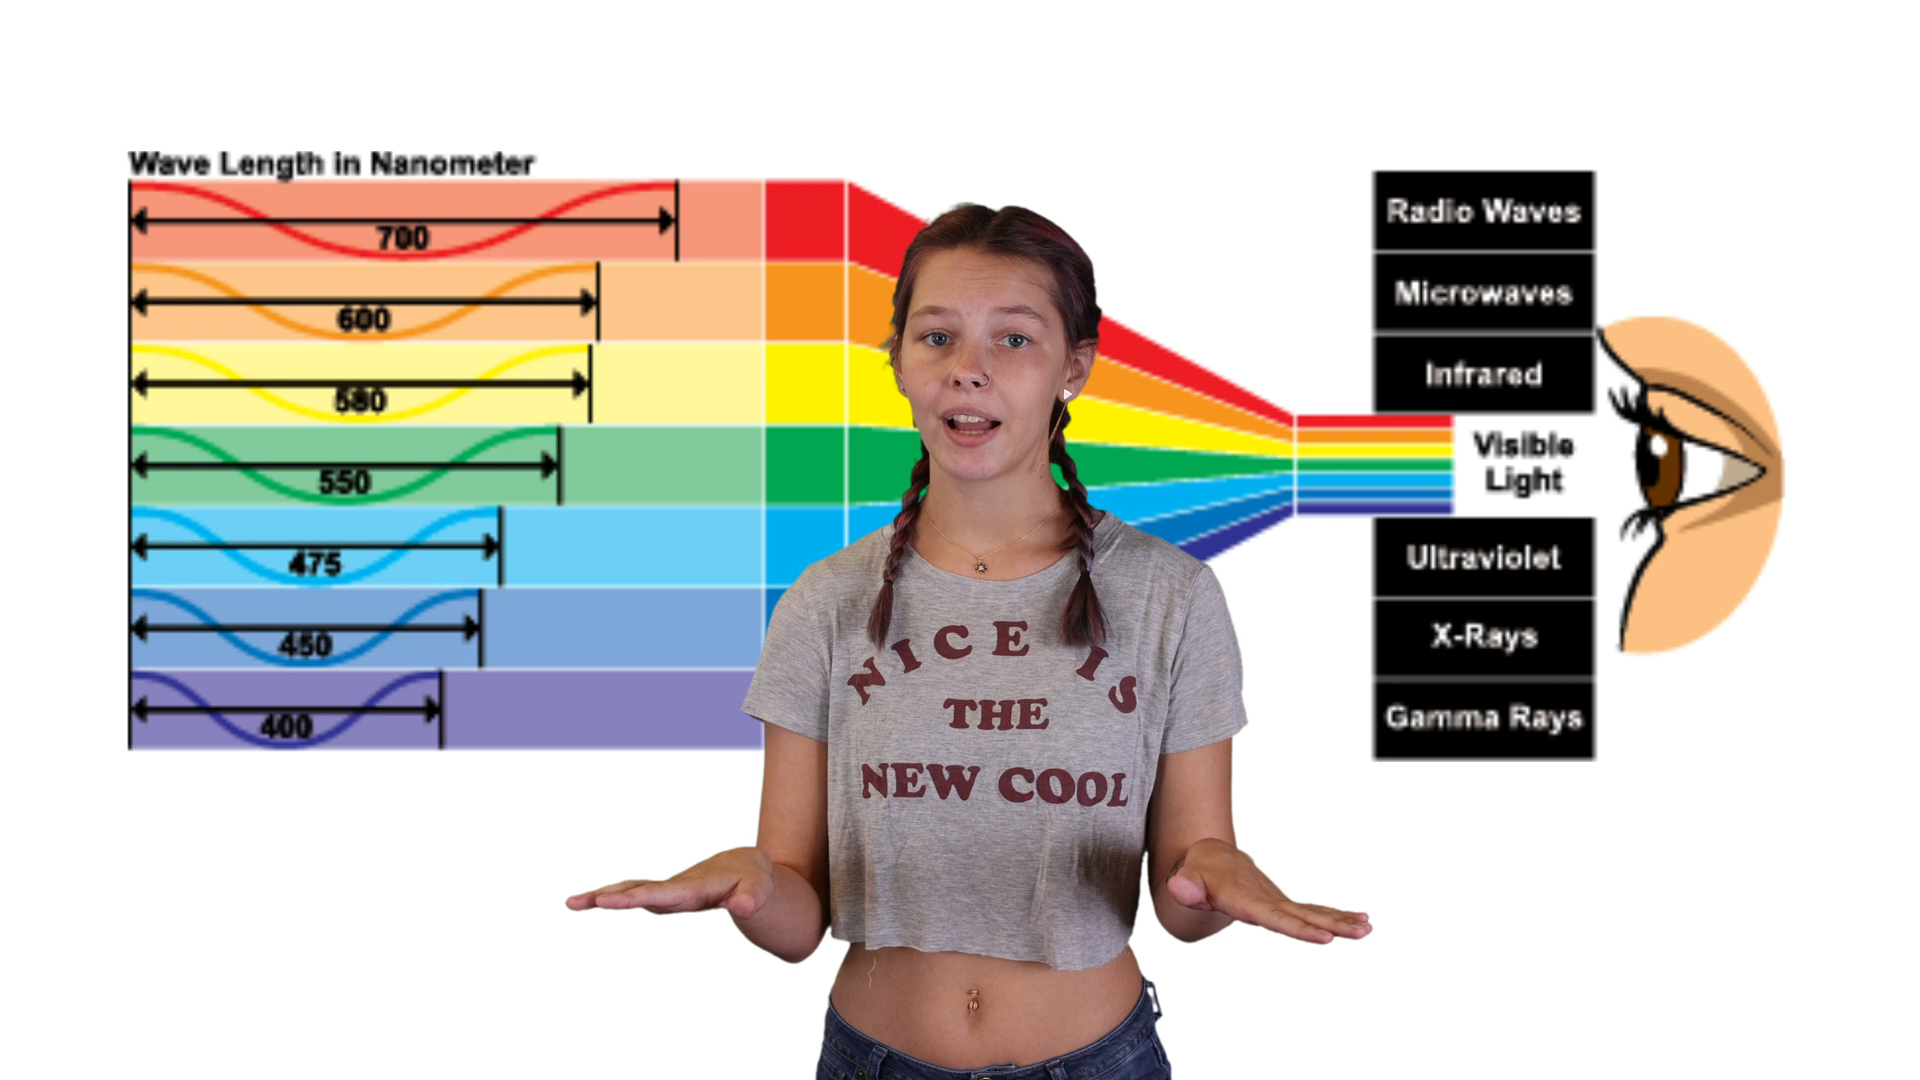 Wave Length in Nanometer
700
600
580
550
475
450
400
Radio Waves
Microwaves
Infrared
Visible
Light
Ultraviolet
X-Rays
Gamma Rays
NICE IS
THE
NEW COOL